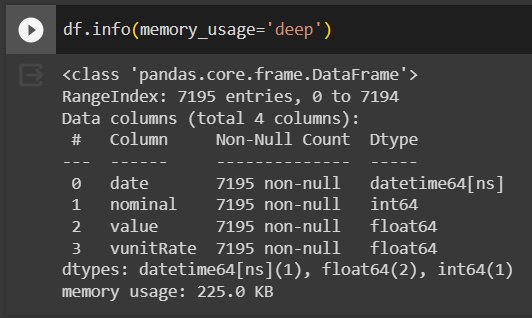 df.info(memory_usage='deep')
<class 'pandas.core.frame.DataFrame'>
RangeIndex: 7195 entries, 0 to 7194
Data columns (total 4 columns):
 #   Column     Non-Null Count  Dtype
---  ------     --------------  -----
 0   date       7195 non-null   datetime64[ns]
 1   nominal    7195 non-null   int64
 2   value      7195 non-null   float64
 3   vunitRate  7195 non-null   float64
dtypes: datetime64[ns](1), float64(2), int64(1)
memory usage: 225.0 KB